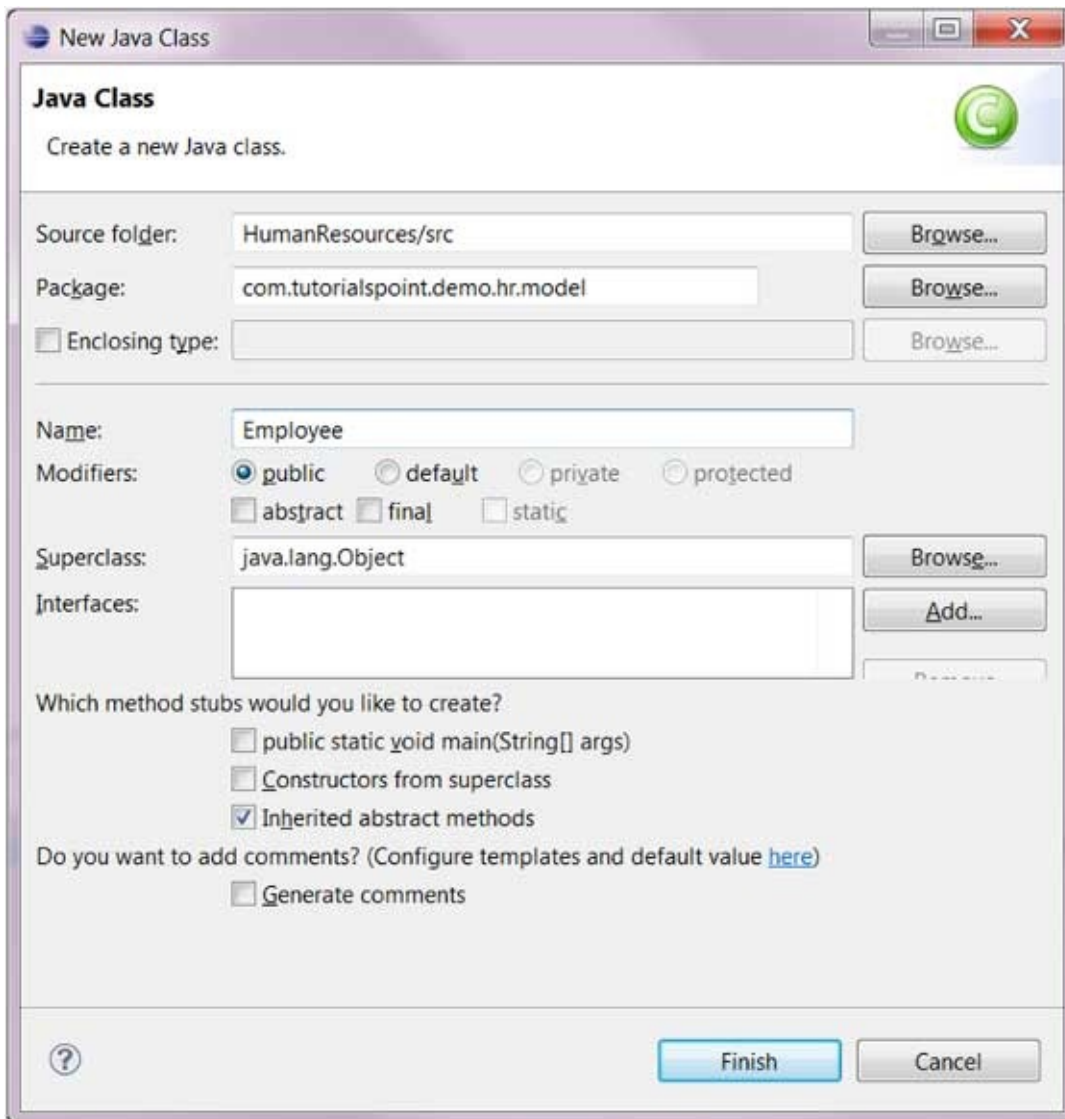 New Java Class
Java Class
Create a new Java class.
Source folder: HumanResources/src Browse...
Package: com.tutorialspoint.demo.hr.model Browse...
Enclosing type: Browse...
Name: Employee
Modifiers: public default private protected
abstract final static
Superclass: java.lang.Object Browse...
Interfaces: Add...
Which method stubs would you like to create?
public static void main(String[] args)
Constructors from superclass
Inherited abstract methods
Do you want to add comments? (Configure templates and default value here)
Generate comments
Finish Cancel